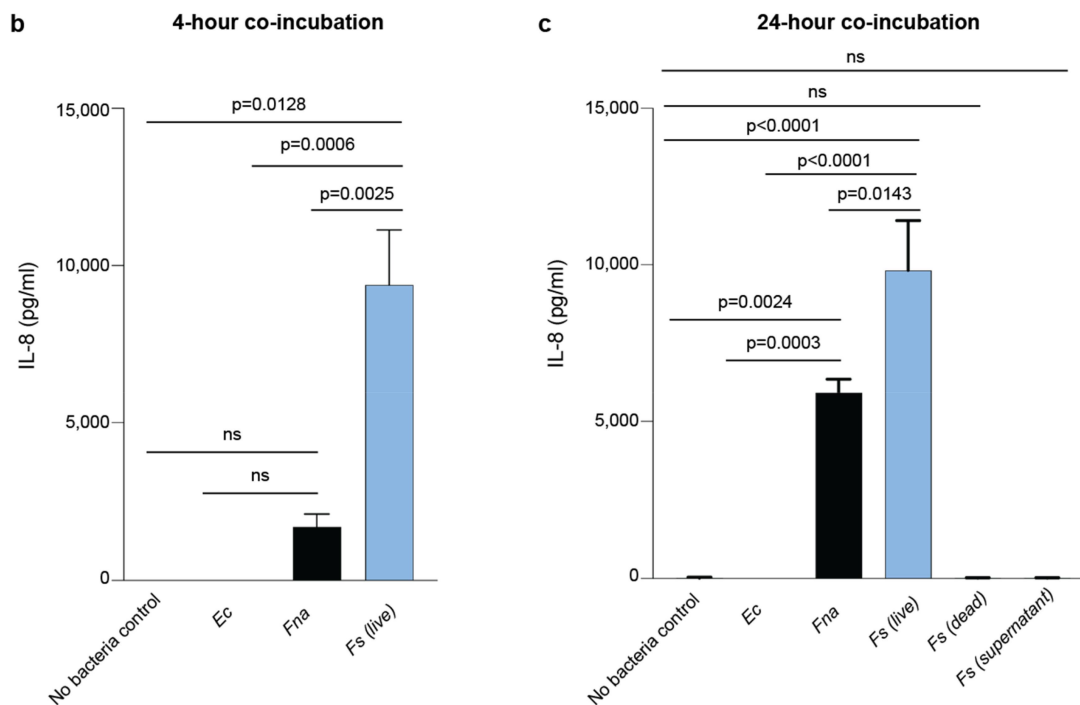 b
4-hour co-incubation
15,000
10,000
5,000
0
IL-8 (pg/ml)
p=0.0128
p=0.0006
p=0.0025
ns
ns
No bacteria control
Ec
Fna
Fs (live)
c
24-hour co-incubation
ns
ns
15,000
10,000
5,000
0
IL-8 (pg/ml)
p<0.0001
p<0.0001
p=0.0143
p=0.0024
p=0.0003
No bacteria control
Ec
Fna
Fs (live)
Fs (dead)
Fs (supernatant)